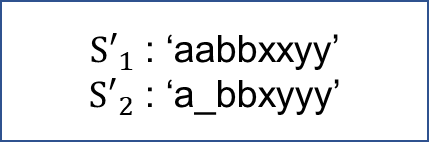 S′₁ : ‘aabbxxyy’
S′₂ : ‘a_bbxyyy’